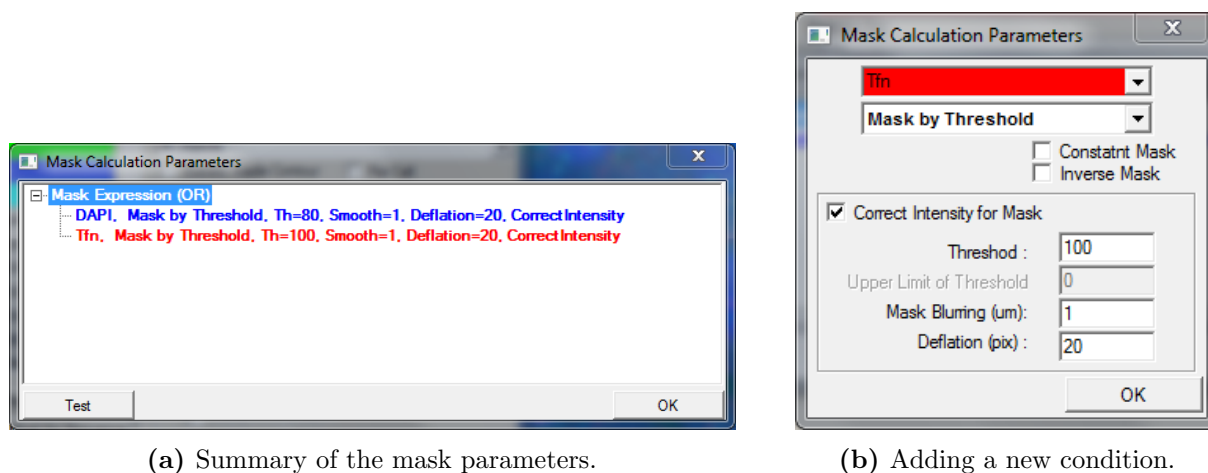 Mask Calculation Parameters
Mask Expression (OR)
DAPI, Mask by Threshold, Th=80, Smooth=1, Deflation=20, CorrectIntensity
Tfn, Mask by Threshold, Th=100, Smooth=1, Deflation=20, CorrectIntensity
Test
OK
(a) Summary of the mask parameters.
Mask Calculation Parameters
Tfn
Mask by Threshold
Constatnt Mask
Inverse Mask
Correct Intensity for Mask
Threshod : 100
Upper Limit of Threshold 0
Mask Blurring (um): 1
Deflation (pix) : 20
OK
(b) Adding a new condition.